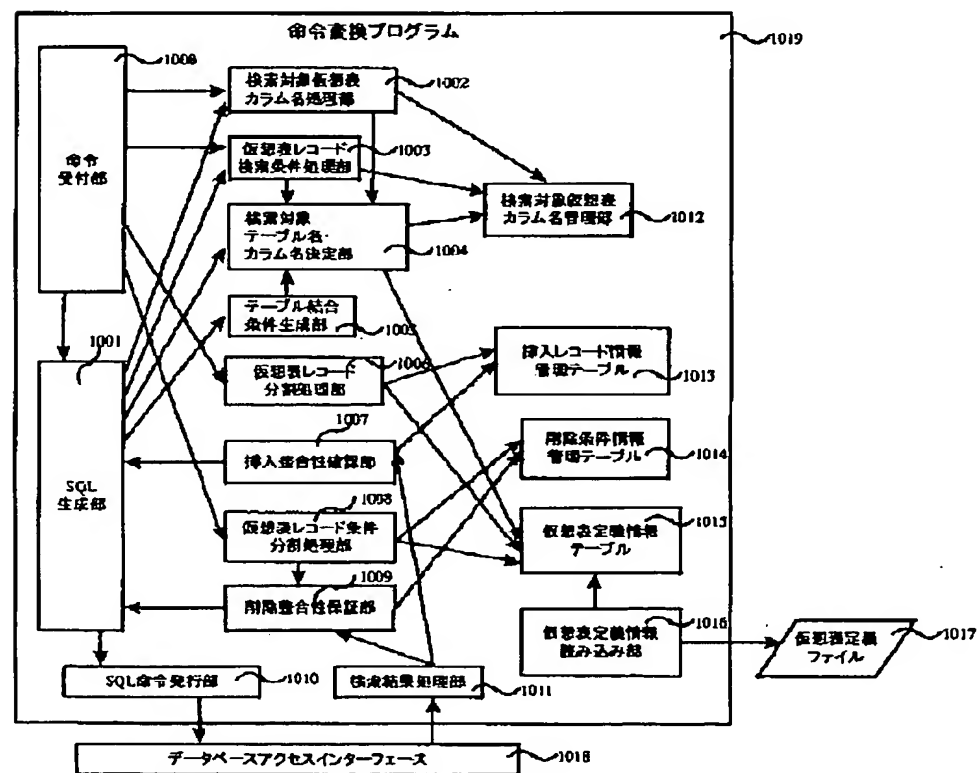 命令変換プログラム
1019
1000
命令
受付部
検索対象仮想表
カラム名処理部
1002
仮想表レコード
検索条件処理部
1003
検索対象
テーブル名・
カラム名決定部
1004
検索対象仮想表
カラム名管理部
1012
テーブル結合
条件生成部
1005
1001
SQL
生成部
仮想表レコード
分割処理部
1006
挿入レコード情報
管理テーブル
1013
1007
挿入整合性確認部
削除条件情報
管理テーブル
1014
1008
仮想表レコード条件
分割処理部
仮想表定義情報
テーブル
1015
1009
削除整合性保証部
仮想表定義情報
読み込み部
1016
仮想表定義
ファイル
1017
SQL命令発行部
1010
検索結果処理部
1011
データベースアクセスインターフェース
1018